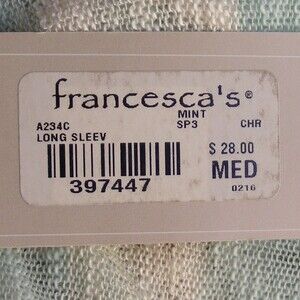 francesca's®
MINT
A234C SP3 CHR
LONG SLEEV
$ 28.00
MED
397447
0216